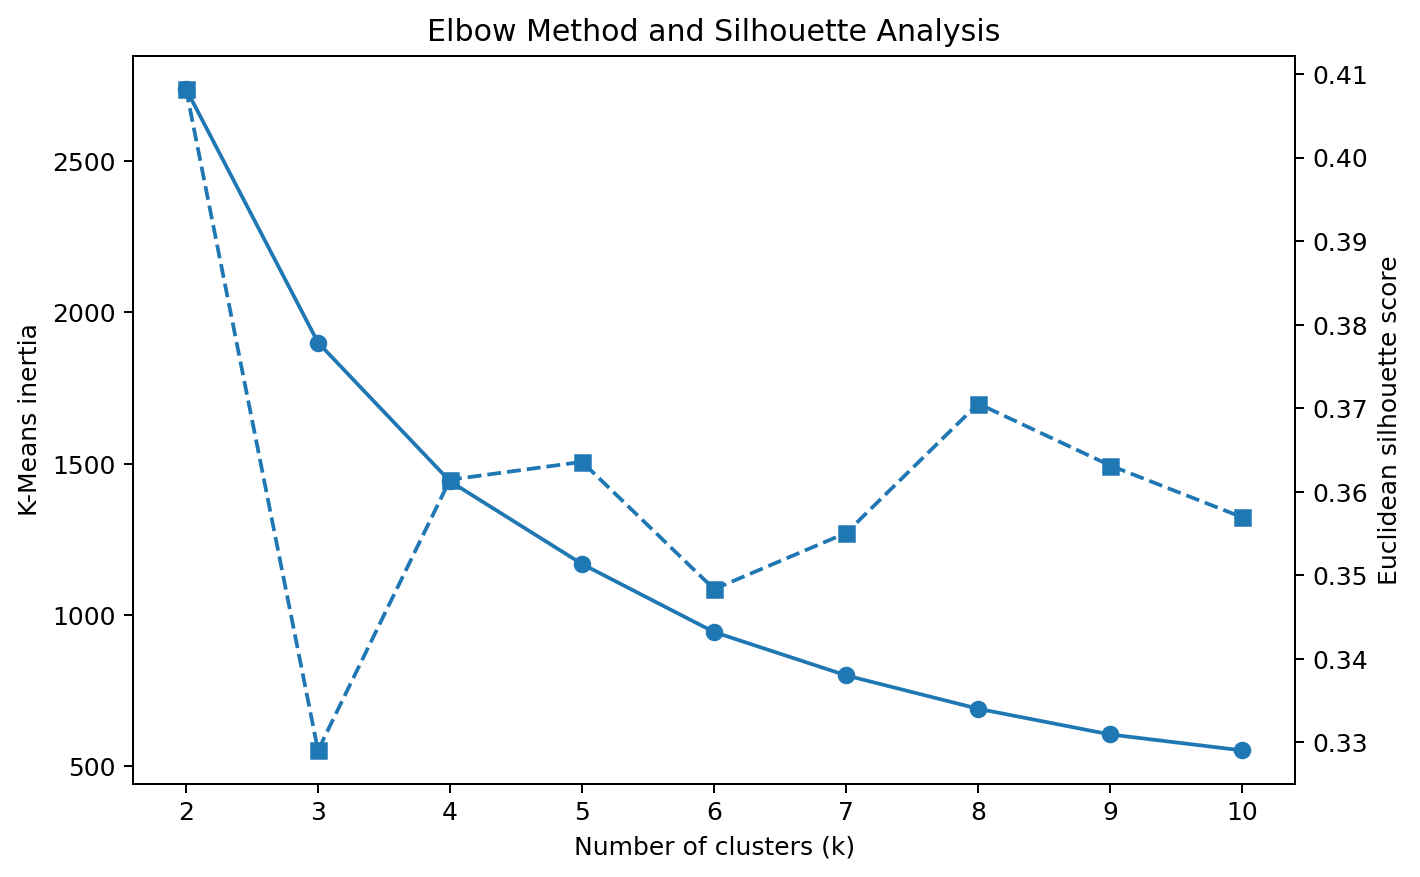 Elbow Method and Silhouette Analysis
K-Means inertia
2500
2000
1500
1000
500
0.41
0.40
0.39
0.38
0.37
0.36
0.35
0.34
0.33
Euclidean silhouette score
2 3 4 5 6 7 8 9 10
Number of clusters (k)